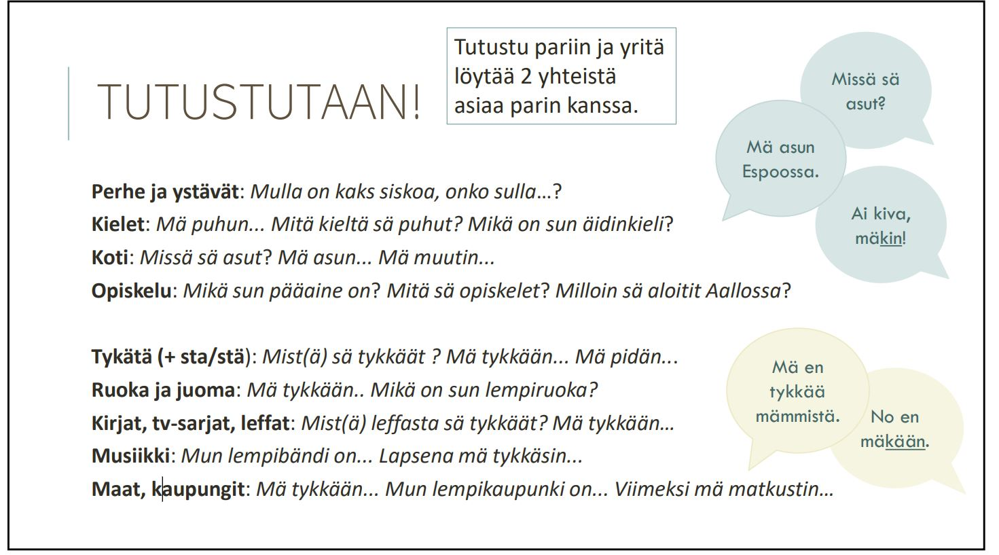 TUTUSTUTAAN!
Tutustu pariin ja yritä
löytää 2 yhteistä
asiaa parin kanssa.
Missä sä
asut?
Mä asun
Espoossa.
Ai kiva,
mäkin!
Perhe ja ystävät: Mulla on kaks siskoa, onko sulla...?
Kielet: Mä puhun... Mitä kieltä sä puhut? Mikä on sun äidinkieli?
Koti: Missä sä asut? Mä asun... Mä muutin...
Opiskelu: Mikä sun pääaine on? Mitä sä opiskelet? Milloin sä aloitit Aallossa?
Tykätä (+ sta/stä): Mist(ä) sä tykkäät ? Mä tykkään... Mä pidän...
Ruoka ja juoma: Mä tykkään.. Mikä on sun lempiruoka?
Kirjat, tv-sarjat, leffat: Mist(ä) leffasta sä tykkäät? Mä tykkään...
Musiikki: Mun lempibändi on... Lapsena mä tykkäsin...
Maat, kaupungit: Mä tykkään... Mun lempikaupunki on... Viimeksi mä matkustin...
Mä en
tykkää
mämmistä.
No en
mäkään.